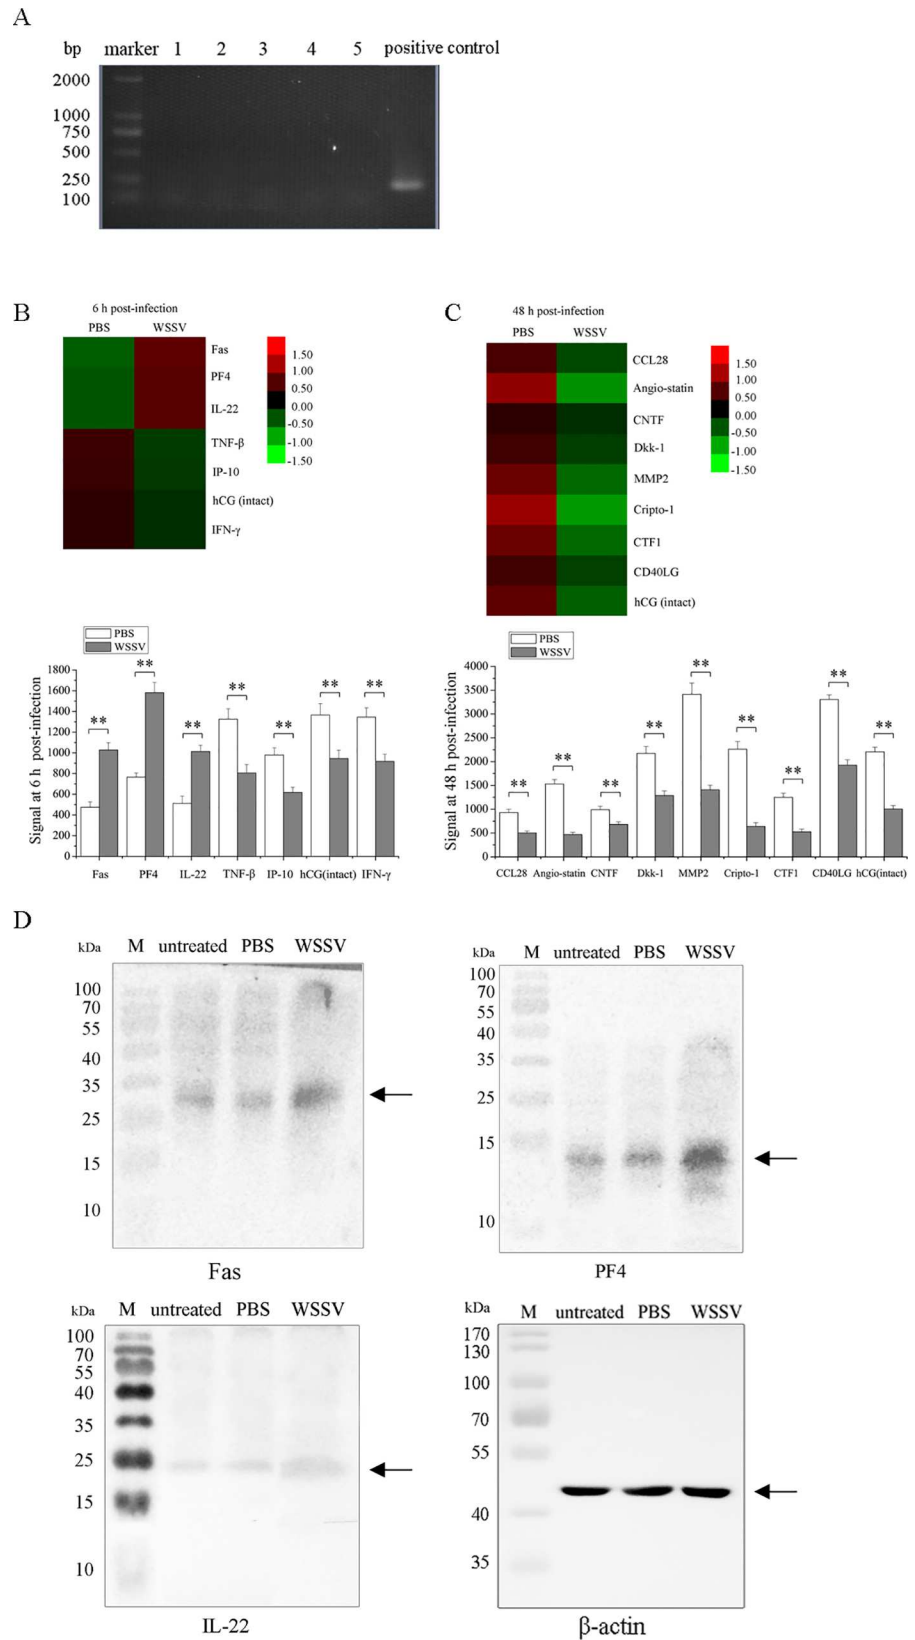 A
bp marker 1 2 3 4 5 positive control
2000
1000
750
500
250
100
B
6 h post-infection
PBS WSSV
Fas
PF4
IL-22
TNF-β
IP-10
hCG (intact)
IFN-γ
1.50
1.00
0.50
0.00
-0.50
-1.00
-1.50
C
48 h post-infection
PBS WSSV
CCL28
Angio-statin
CNTF
Dkk-1
MMP2
Cripto-1
CTF1
CD40LG
hCG (intact)
1.50
1.00
0.50
0.00
-0.50
-1.00
-1.50
PBS
WSSV
Signal at 6 h post-infection
1800
1600
1400
1200
1000
800
600
400
200
0
** ** ** ** ** ** **
Fas PF4 IL-22 TNF-β IP-10 hCG(intact) IFN-γ
PBS
WSSV
Signal at 48 h post-infection
4000
3500
3000
2500
2000
1500
1000
500
0
** ** ** ** ** ** ** ** **
CCL28 Angio-statin CNTF Dkk-1 MMP2 Cripto-1 CTF1 CD40LG hCG(intact)
D
kDa M untreated PBS WSSV
100
70
55
40
35
25
15
10
Fas
kDa M untreated PBS WSSV
100
70
55
40
35
25
15
10
PF4
kDa M untreated PBS WSSV
100
70
55
40
35
25
15
10
IL-22
kDa M untreated PBS WSSV
170
130
100
70
55
40
35
β-actin